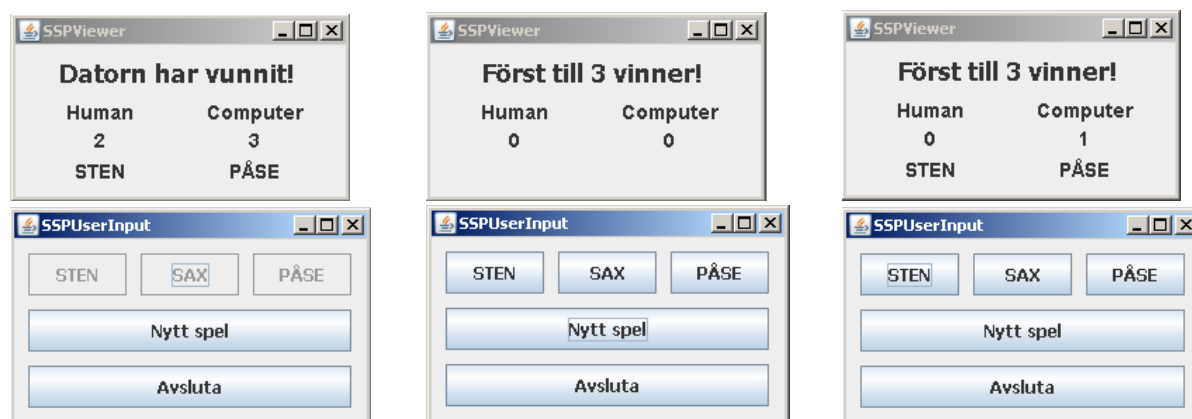 SSPViewer
Datorn har vunnit!
Human Computer
2 3
STEN PÅSE
SSPUserInput
STEN SAX PÅSE
Nytt spel
Avsluta
SSPViewer
Först till 3 vinner!
Human Computer
0 0
SSPUserInput
STEN SAX PÅSE
Nytt spel
Avsluta
SSPViewer
Först till 3 vinner!
Human Computer
0 1
STEN PÅSE
SSPUserInput
STEN SAX PÅSE
Nytt spel
Avsluta